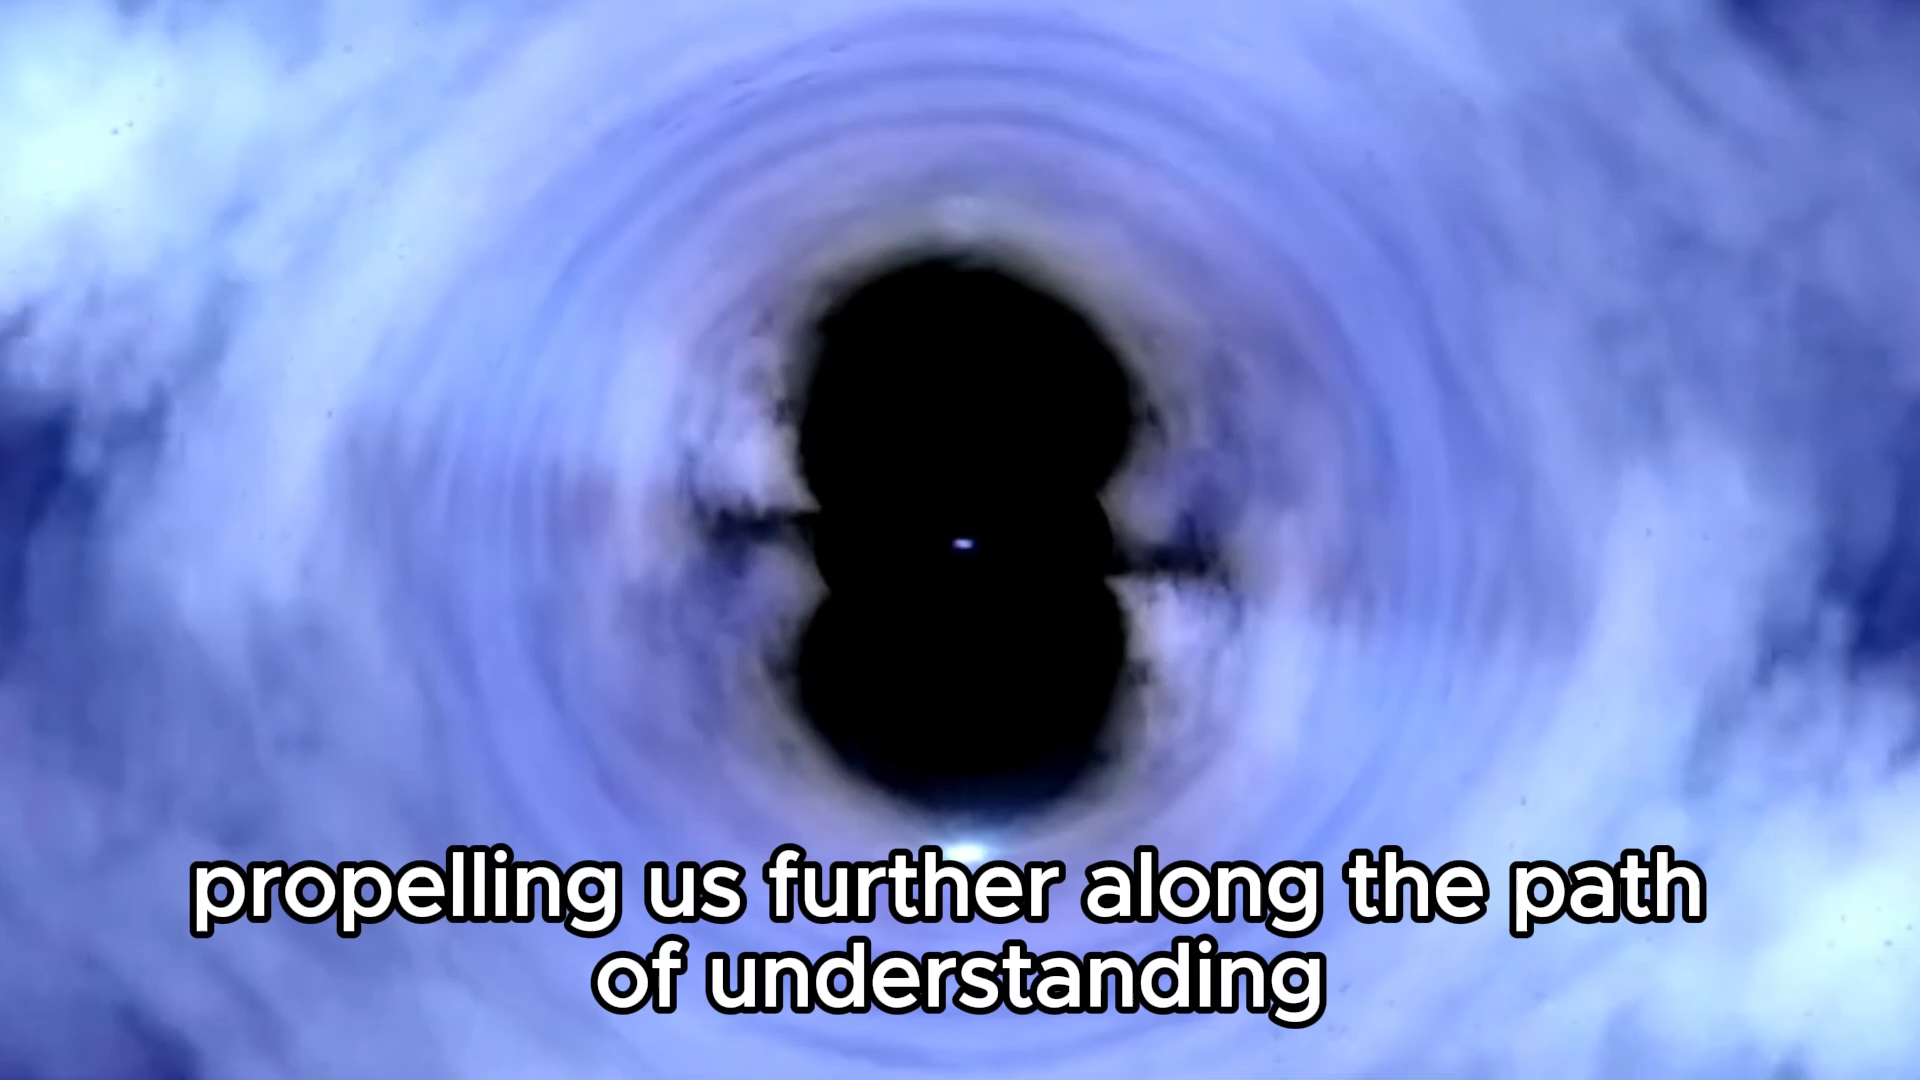 propelling us further along the path
of understanding